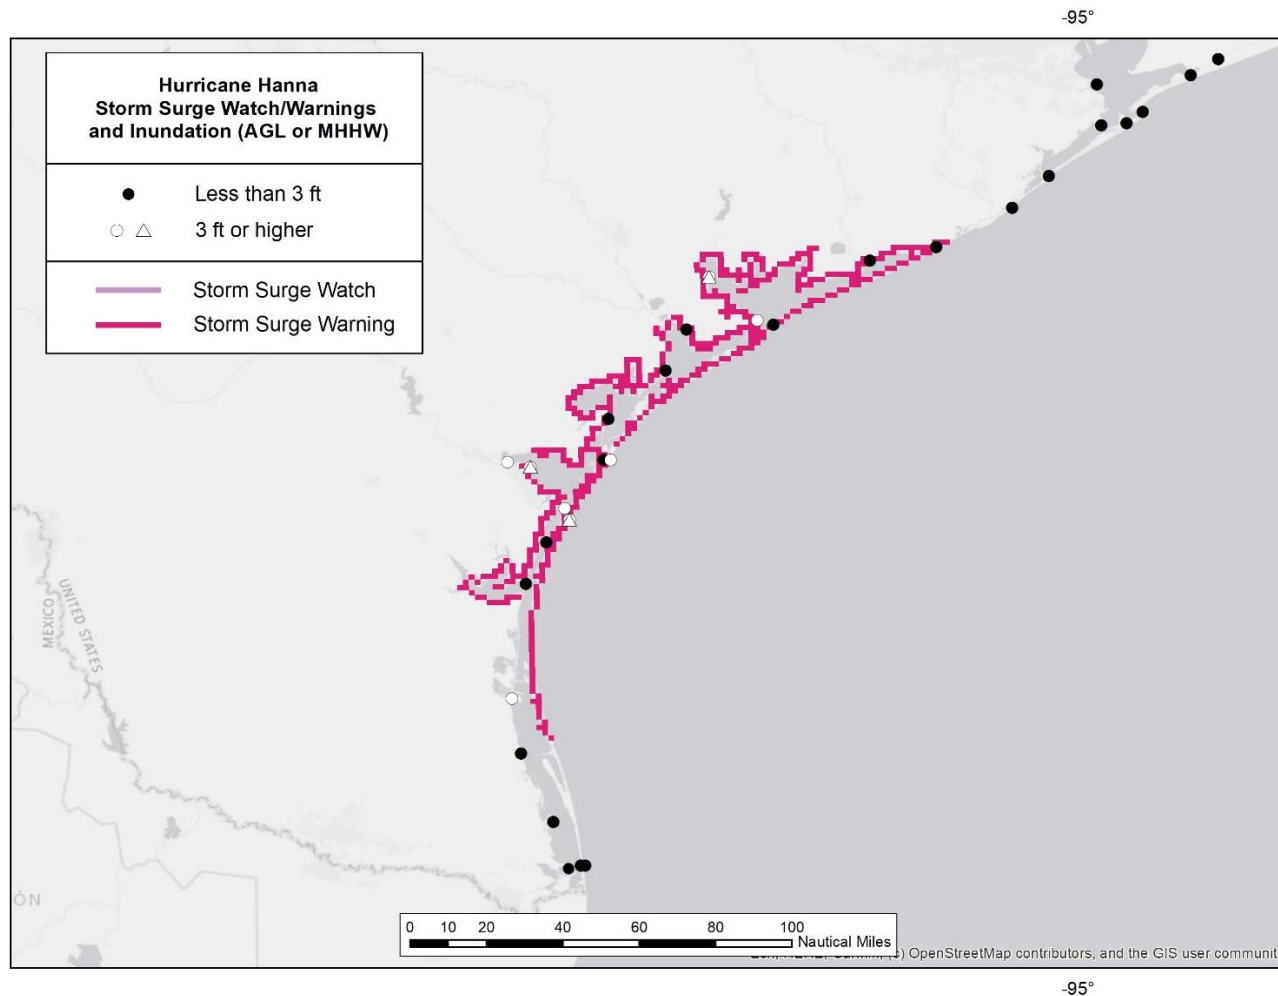 -95°
Hurricane Hanna
Storm Surge Watch/Warnings
and Inundation (AGL or MHHW)
Less than 3 ft
3 ft or higher
Storm Surge Watch
Storm Surge Warning
MEXICO
UNITED STATES
ÓN
0 10 20 40 60 80 100
Nautical Miles
OpenStreetMap contributors, and the GIS user communit
-95°